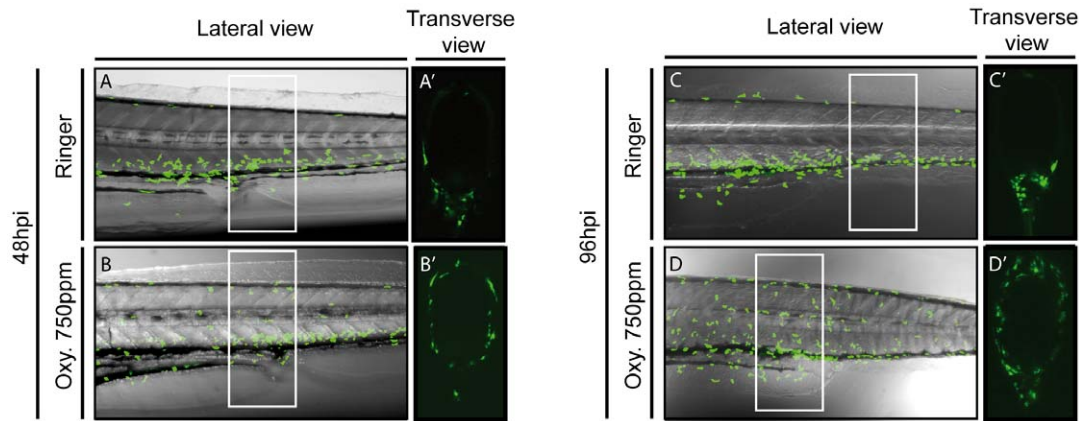 Lateral view
Transverse
view
48hpi
Ringer
A
A'
Oxy. 750ppm
B
B'
Lateral view
Transverse
view
96hpi
Ringer
C
C'
Oxy. 750ppm
D
D'